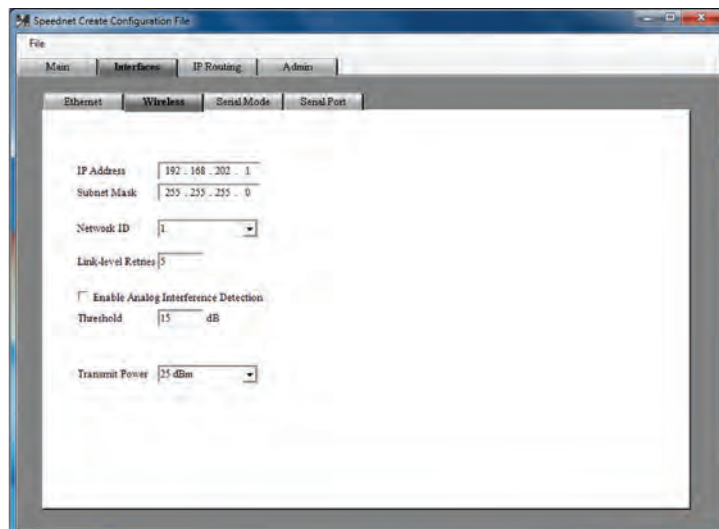 Speednet Create Configuration File
File
Main Interfaces IP Routing Admin
Ethernet Wireless Serial Mode Serial Port
IP Address 192 . 168 . 202 . 1
Subnet Mask 255 . 255 . 255 . 0
Network ID 1
Link-level Retries 5
Enable Analog Interference Detection
Threshold 15 dB
Transmit Power 25 dBm